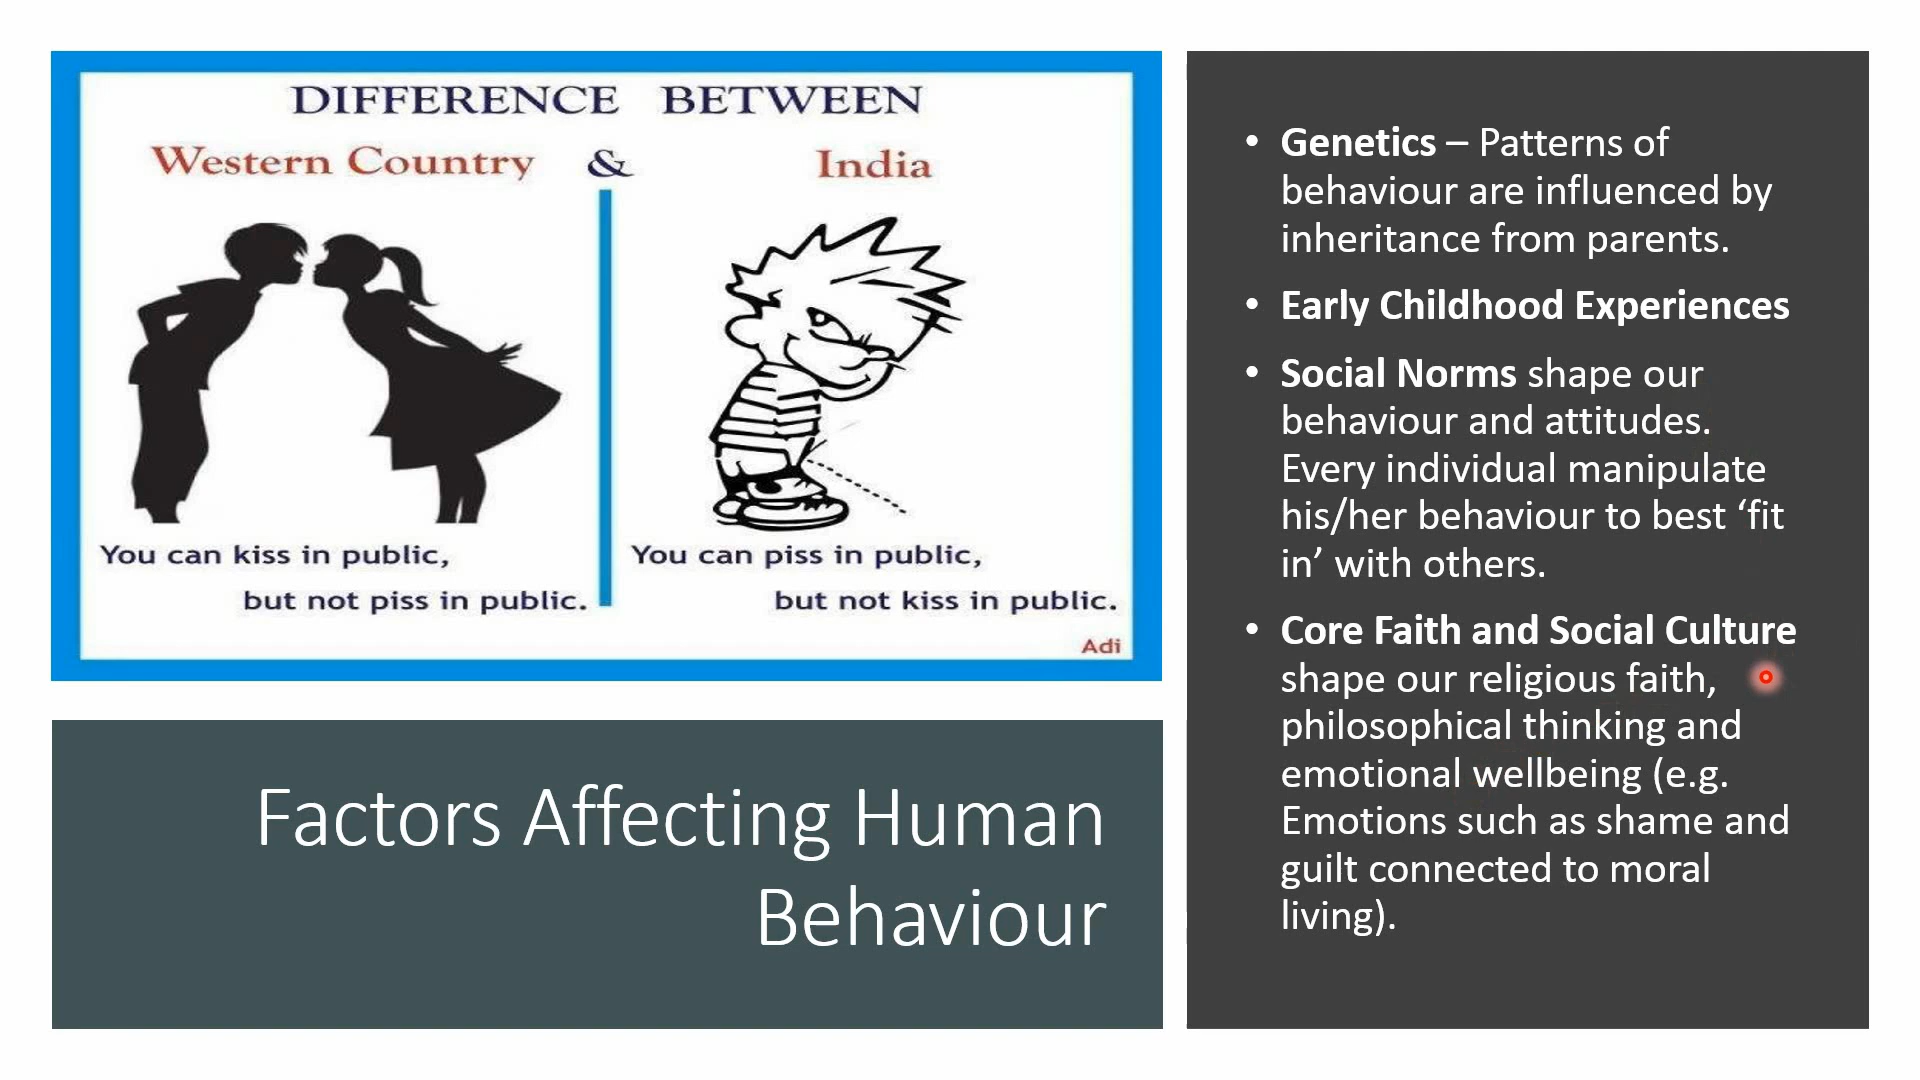 DIFFERENCE BETWEEN
Western Country & India
You can kiss in public,
but not piss in public.
You can piss in public,
but not kiss in public.
Adi
Factors Affecting Human
Behaviour
• Genetics – Patterns of
behaviour are influenced by
inheritance from parents.
• Early Childhood Experiences
• Social Norms shape our
behaviour and attitudes.
Every individual manipulate
his/her behaviour to best ‘fit
in’ with others.
• Core Faith and Social Culture
shape our religious faith,
philosophical thinking and
emotional wellbeing (e.g.
Emotions such as shame and
guilt connected to moral
living).